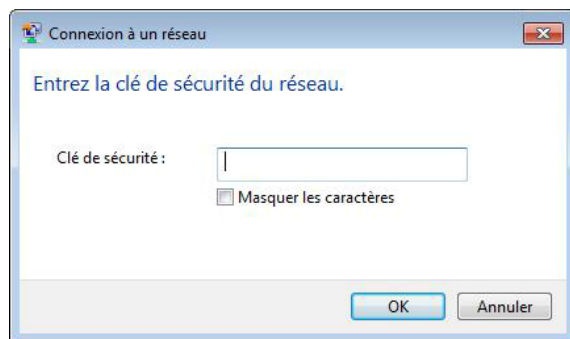 Connexion à un réseau
Entrez la clé de sécurité du réseau.
Clé de sécurité :
Masquer les caractères
OK Annuler